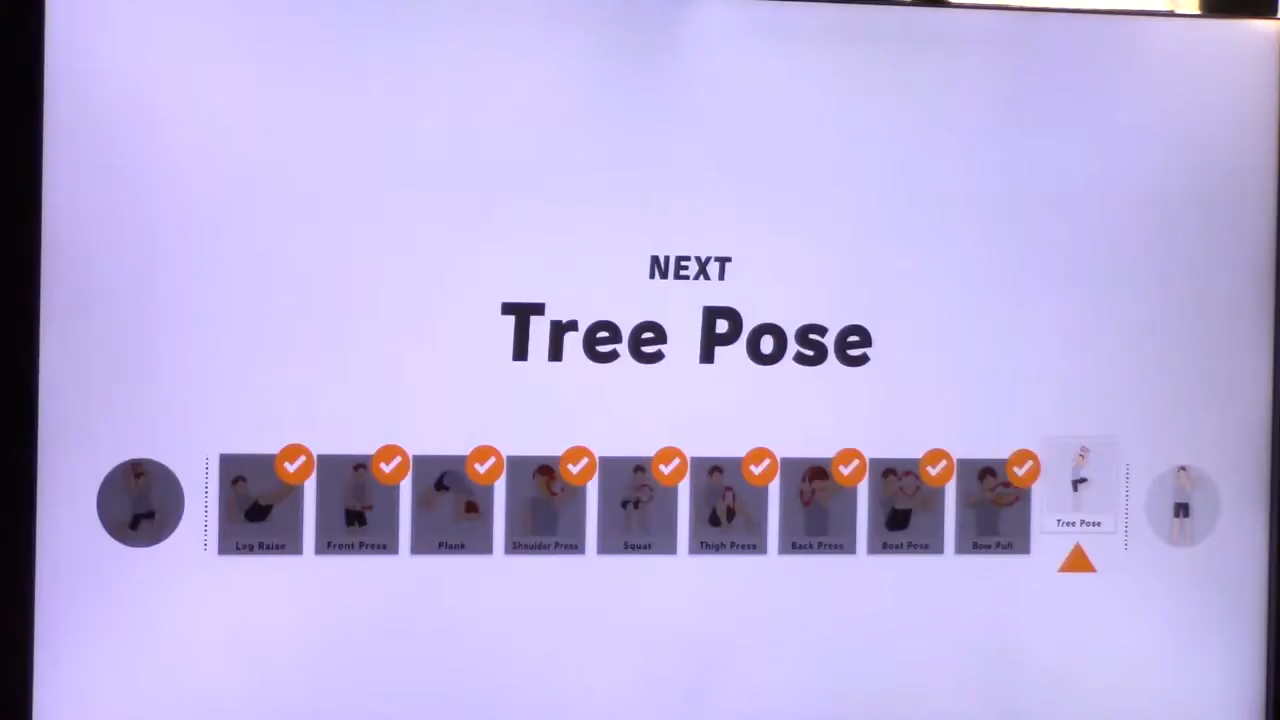 NEXT
Tree Pose
Leg Raise
Front Press
Plank
Shoulder Press
Squat
Thigh Press
Back Press
Boat Pose
Bow Pull
Tree Pose